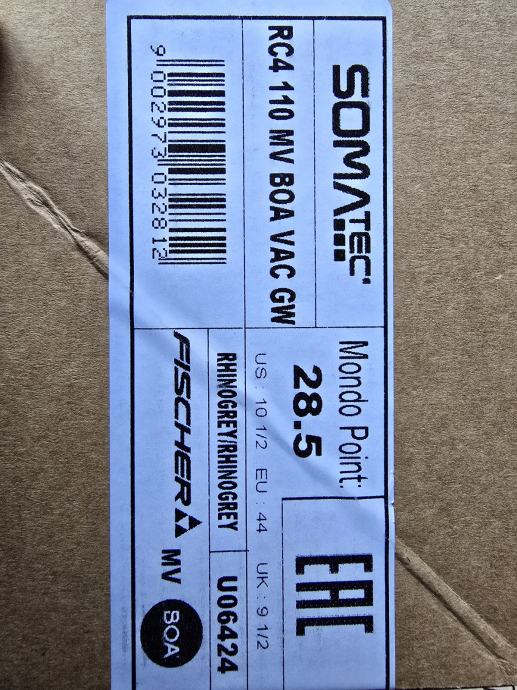 SOMATEC
RC4 110 MV BOA VAC GW
9 002973 032812
Mondo Point:
28.5
EAC
US : 10 1/2 EU : 44 UK : 9 1/2
RHINOGREY/RHINOGREY
U06424
FISCHER MV BOA